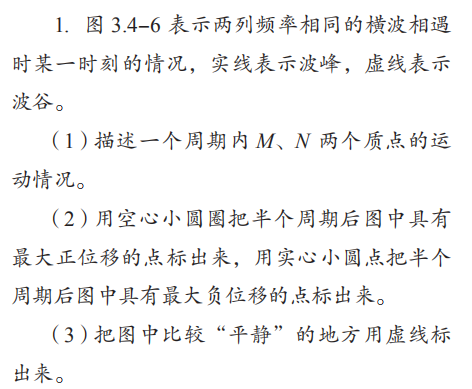 1. 图 3.4-6 表示两列频率相同的横波相遇
时某一时刻的情况，实线表示波峰，虚线表示
波谷。
（1）描述一个周期内 M、N 两个质点的运
动情况。
（2）用空心小圆圈把半个周期后图中具有
最大正位移的点标出来，用实心小圆点把半个
周期后图中具有最大负位移的点标出来。
（3）把图中比较“平静”的地方用虚线标
出来。